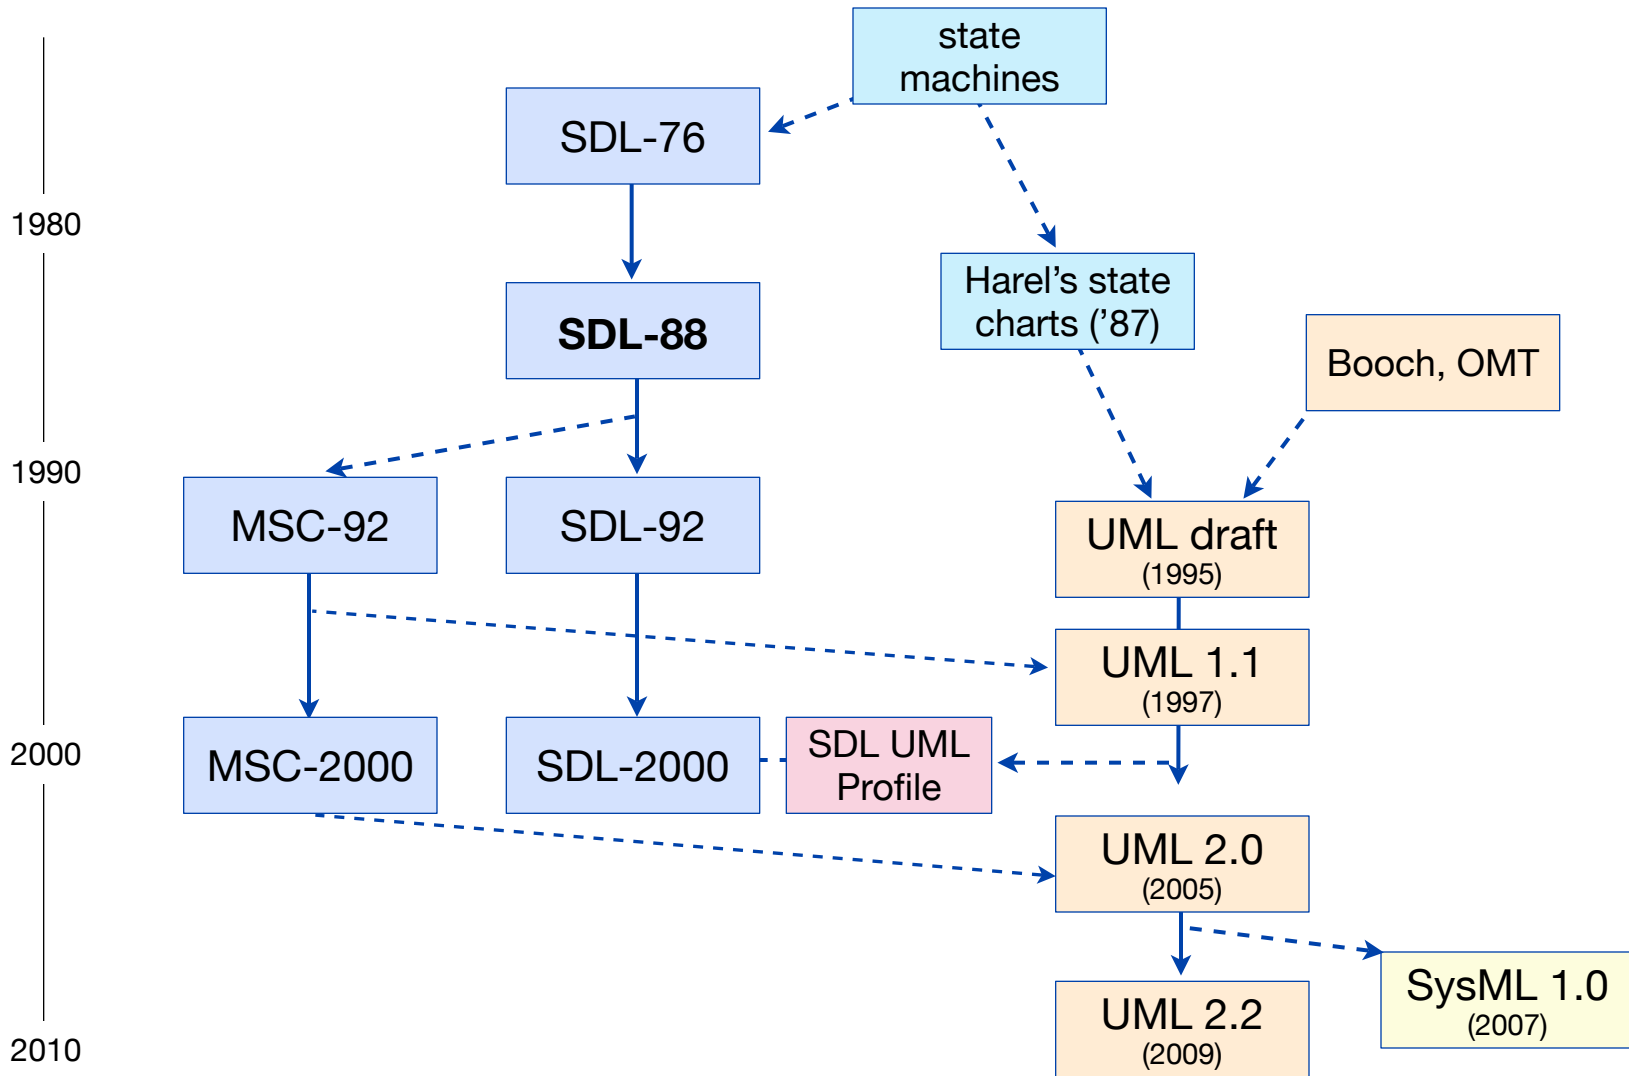 state
machines
SDL-76
1980
Harel's state
charts ('87)
SDL-88
Booch, OMT
1990
MSC-92
SDL-92
UML draft
(1995)
UML 1.1
(1997)
2000
MSC-2000
SDL-2000
SDL UML
Profile
UML 2.0
(2005)
SysML 1.0
(2007)
UML 2.2
(2009)
2010